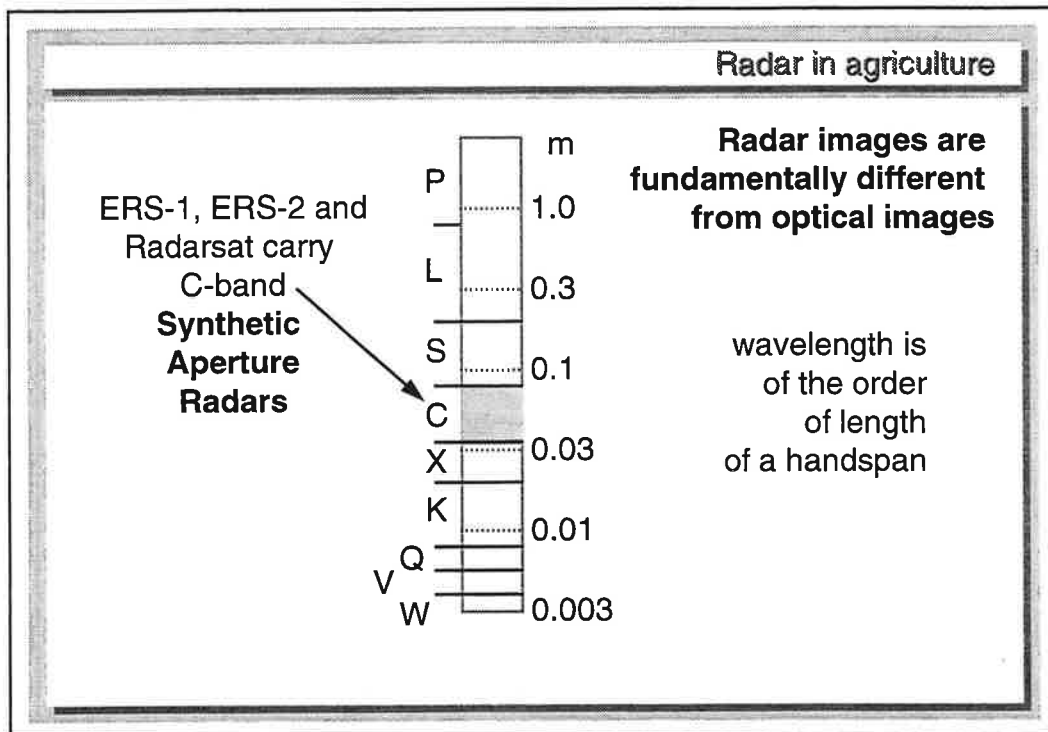 Radar in agriculture
Radar images are
fundamentally different
from optical images
ERS-1, ERS-2 and
Radarsat carry
C-band
Synthetic
Aperture
Radars
m
P
1.0
L
0.3
S
0.1
C
0.03
X
K
0.01
Q
V
W
0.003
wavelength is
of the order
of length
of a handspan